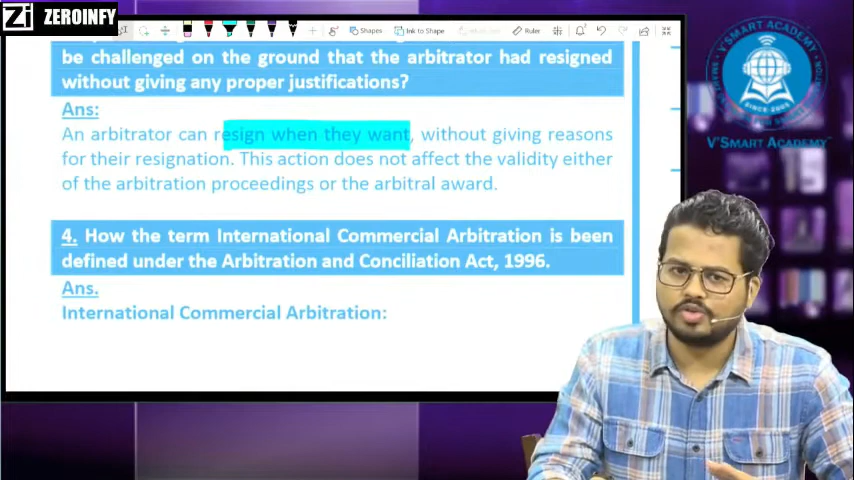 Zi ZEROINFY
Shapes
Ink to Shape
Ruler
be challenged on the ground that the arbitrator had resigned
without giving any proper justifications?
Ans:
An arbitrator can resign when they want, without giving reasons
for their resignation. This action does not affect the validity either
of the arbitration proceedings or the arbitral award.
4. How the term International Commercial Arbitration is been
defined under the Arbitration and Conciliation Act, 1996.
Ans.
International Commercial Arbitration:
V'SMART ACADEMY
SINCE-2005
V'SMART ACADEMY